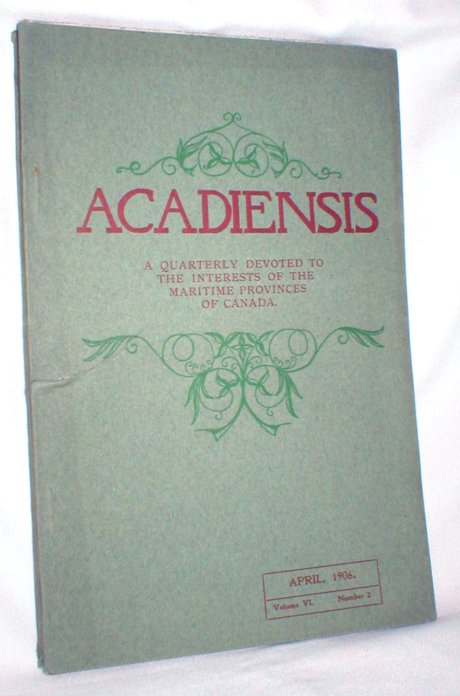 ACADIENSIS
A QUARTERLY DEVOTED TO
THE INTERESTS OF THE
MARITIME PROVINCES
OF CANADA.
APRIL, 1906.
Volume VI. Number 2